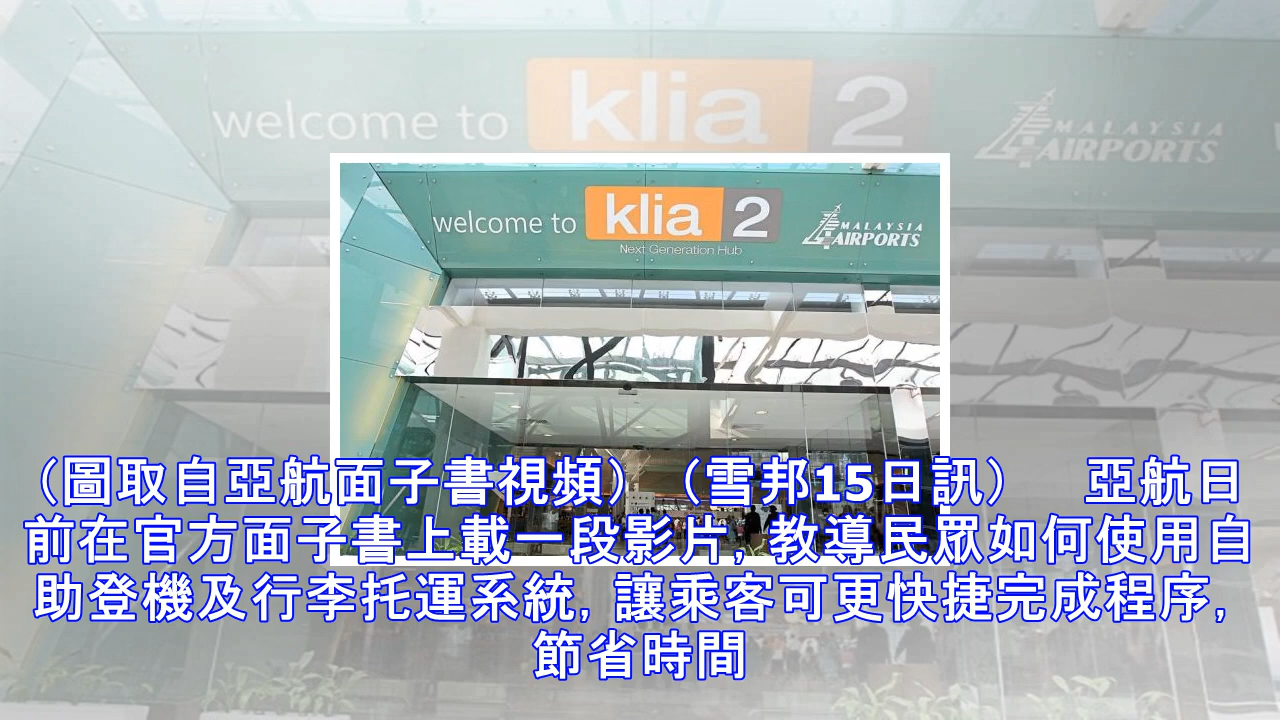 welcome to klia 2
MALAYSIA
AIRPORTS
welcome to klia 2
Next Generation Hub
MALAYSIA
AIRPORTS
(圖取自亞航面子書視頻)(雪邦15日訊) 亞航日
前在官方面子書上載一段影片,教導民眾如何使用自
助登機及行李托運系統,讓乘客可更快捷完成程序,
節省時間